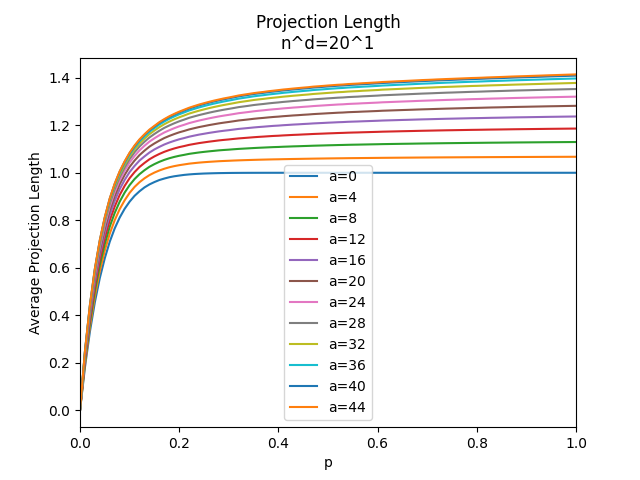 Projection Length
n^d=20^1
Average Projection Length
1.4
1.2
1.0
0.8
0.6
0.4
0.2
0.0
a=0
a=4
a=8
a=12
a=16
a=20
a=24
a=28
a=32
a=36
a=40
a=44
0.0 0.2 0.4 0.6 0.8 1.0
p